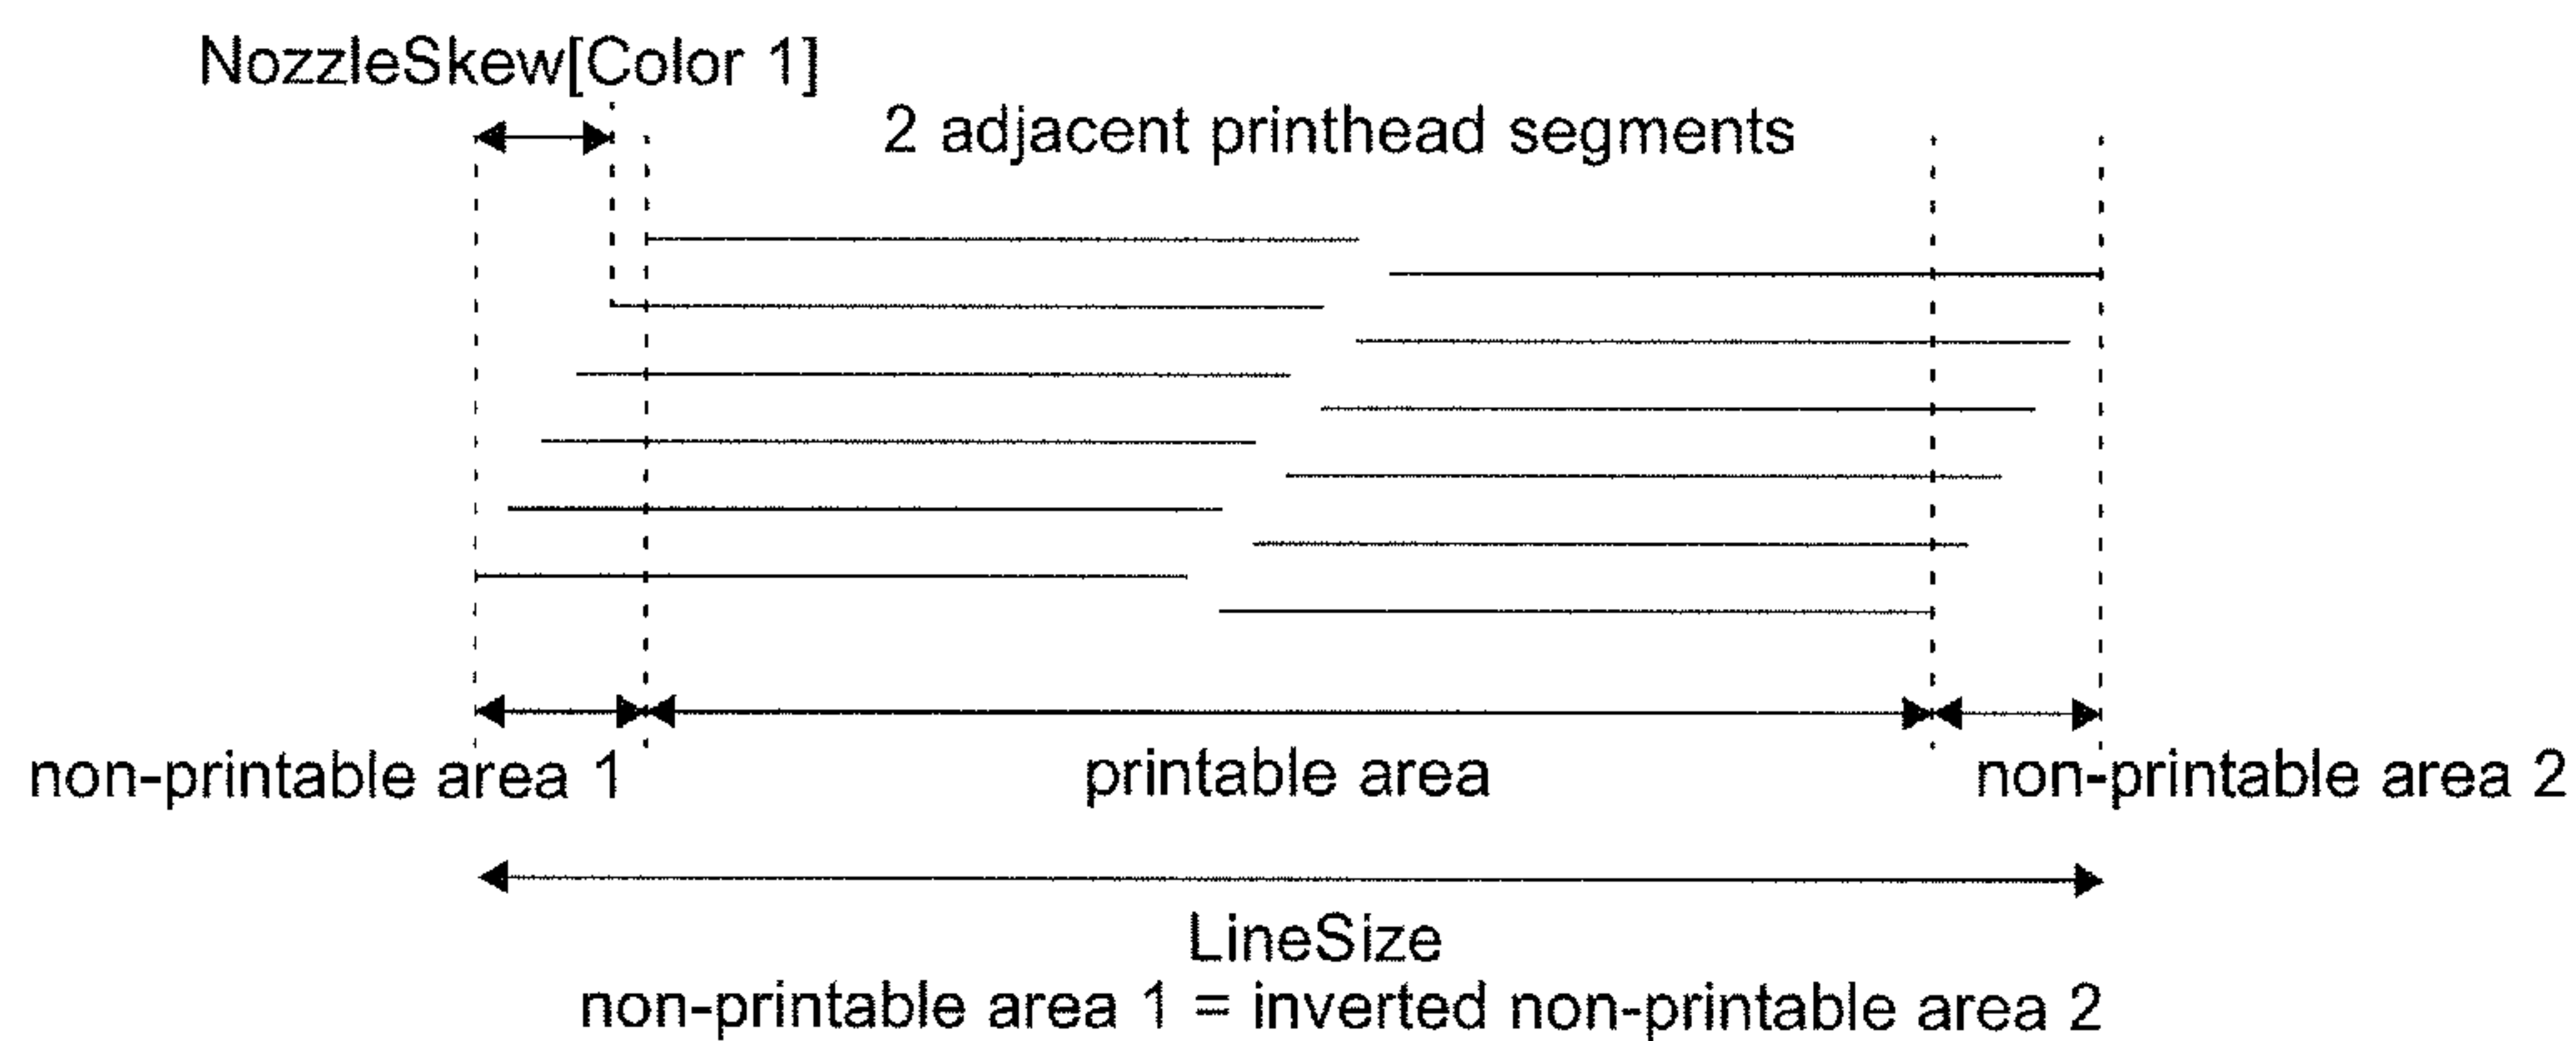 NozzleSkew[Color 1]
2 adjacent printhead segments
non-printable area 1
printable area
non-printable area 2
LineSize
non-printable area 1 = inverted non-printable area 2